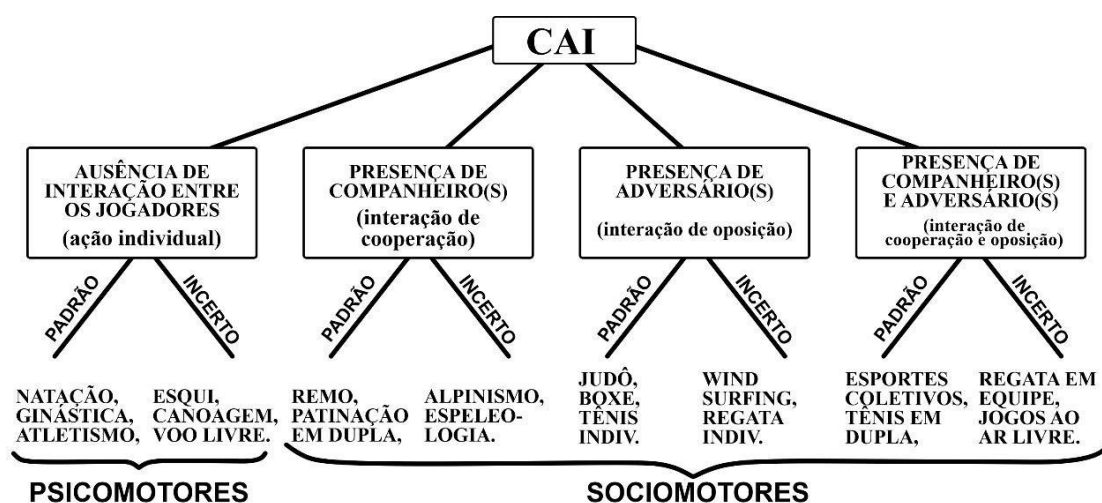 CAI
AUSÊNCIA DE
INTERAÇÃO ENTRE
OS JOGADORES
(ação individual)
PRESENÇA DE
COMPANHEIRO(S)
(interação de
cooperação)
PRESENÇA DE
ADVERSÁRIO(S)
(interação de oposição)
PRESENÇA DE
COMPANHEIRO(S)
E ADVERSÁRIO(S)
(interação de
cooperação e oposição)
PADRÃO
INCERTO
PADRÃO
INCERTO
PADRÃO
INCERTO
PADRÃO
INCERTO
NATAÇÃO,
GINÁSTICA,
ATLETISMO,
ESQUI,
CANOAGEM,
VOO LIVRE.
REMO,
PATINAÇÃO
EM DUPLA,
ALPINISMO,
ESPELEO-
LOGIA.
JUDÔ,
BOXE,
TÊNIS
INDIV.
WIND
SURFING,
REGATA
INDIV.
ESPORTES
COLETIVOS,
TÊNIS EM
DUPLA,
REGATA EM
EQUIPE,
JOGOS AO
AR LIVRE.
PSICOMOTORES
SOCIOMOTORES